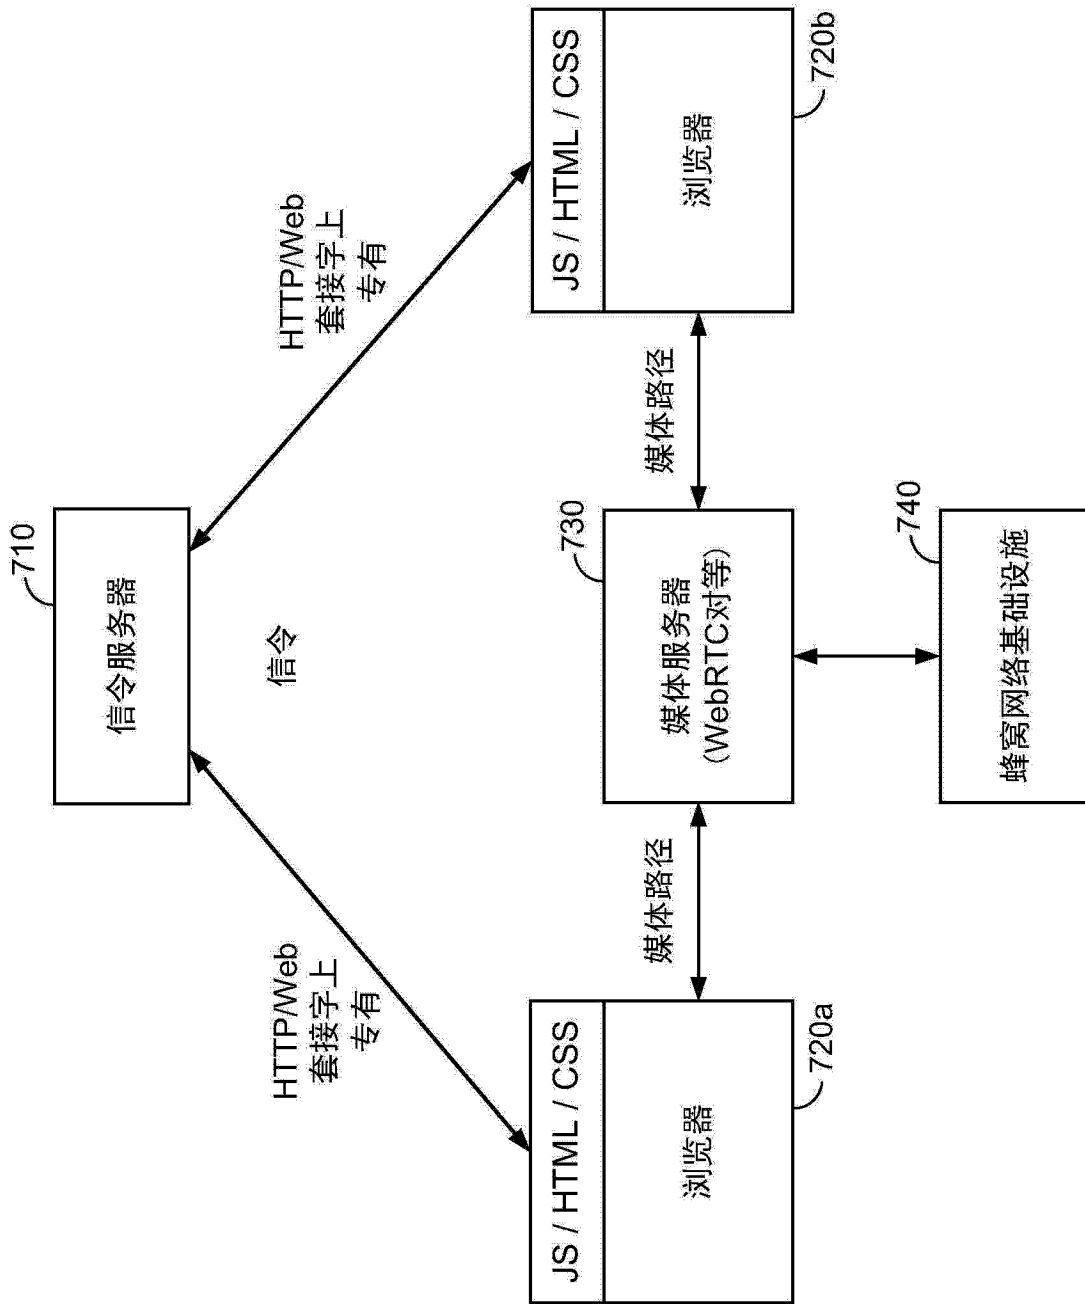 710
信令服务器
HTTP/Web
套接字上
专有
信令
HTTP/Web
套接字上
专有
JS / HTML / CSS
浏览器
720a
媒体路径
730
媒体服务器
(WebRTC对等)
媒体路径
JS / HTML / CSS
浏览器
720b
740
蜂窝网络基础设施